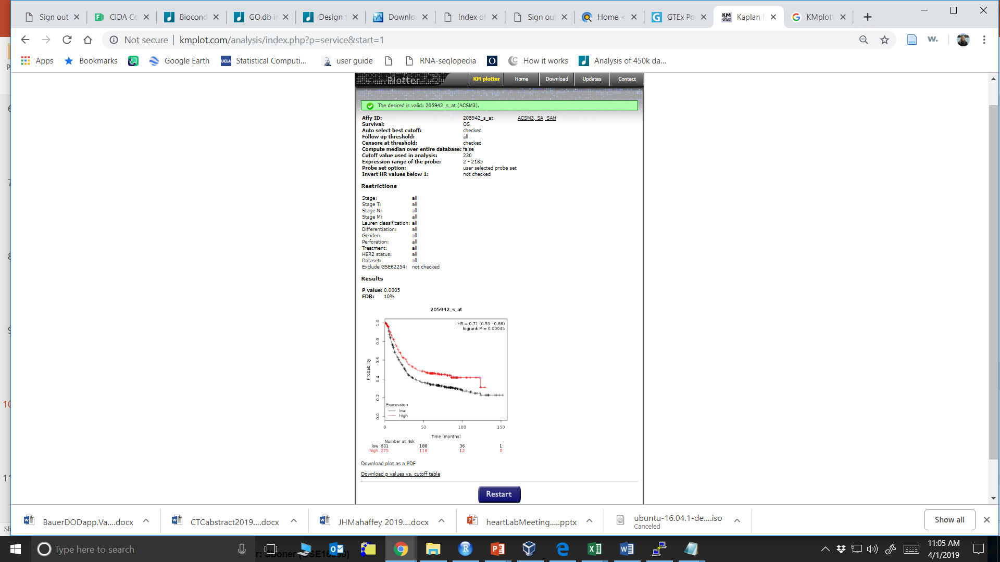 Sign out
CIDA Co
Biocond
GO.db i
Design f
Downlo
Index of
Sign out
Home <
GTEx Po
Kaplan
KMplott
Not secure | kmplot.com/analysis/index.php?p=service&start=1
Apps
Bookmarks
Google Earth
UCLA
Statistical Computi...
user guide
RNA-seqlopedia
How it works
Analysis of 450k da...
Plotter
KM plotter
Home
Download
Updates
Contact
The desired is valid: 205942_s_at (ACSM3),
Affy ID: 205942_s_at ACSM3, SA, SAH
Survival: OS
Auto select best cutoff: checked
Follow up threshold: all
Censore at threshold: checked
Compute median over entire database: false
Cutoff value used in analysis: 230
Expression range of the probe: 2 - 2185
Probe set option: user selected probe set
Invert HR values below 1: not checked
Restrictions
Stage: all
Stage T: all
Stage N: all
Stage M: all
Lauren classification: all
Differentiation: all
Gender: all
Perforation: all
Treatment: all
HER2 status: all
Dataset: all
Exclude GSE62254: not checked
Results
P value: 0.0005
FDR: 10%
205942_s_at
HR = 0.71 (0.59 - 0.86)
logrank P = 0.00045
Probability
0.0 0.2 0.4 0.6 0.8 1.0
Expression
low
high
0 50 100 150
Time (months)
Number at risk
low 601 188 36 1
high 275 110 12 0
Download plot as a PDF
Download p values vs. cutoff table
Restart
BauerDODapp.Va....docx
CTCabstract2019....docx
JHMahaffey 2019....docx
heartLabMeeting.....pptx
ubuntu-16.04.1-de....iso
Canceled
Show all
Type here to search
11:05 AM
4/1/2019